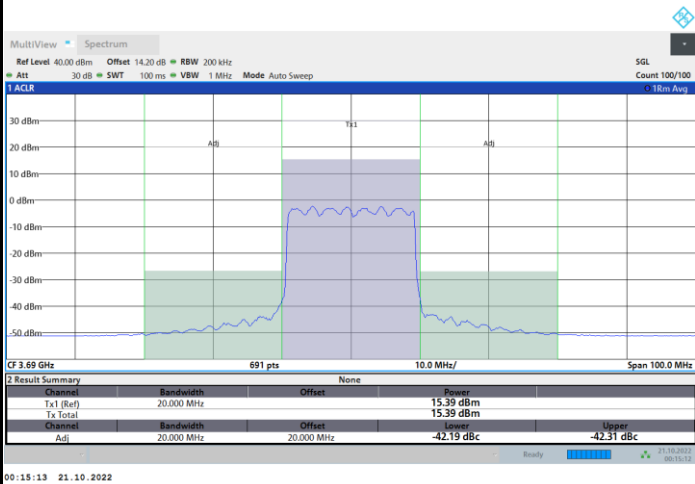 MultiView Spectrum
Ref Level 40.00 dBm Offset 14.20 dB RBW 200 kHz SGL
Att 30 dB SWT 100 ms VBW 1 MHz Mode Auto Sweep Count 100/100
1 ACLR 1Rm Avg
30 dBm
Tx1
20 dBm
Adj Adj
10 dBm
0 dBm
-10 dBm
-20 dBm
-30 dBm
-40 dBm
-50 dBm
CF 3.69 GHz 691 pts 10.0 MHz/ Span 100.0 MHz
2 Result Summary None
Channel Bandwidth Offset Power
Tx1 (Ref) 20.000 MHz 15.39 dBm
Tx Total 15.39 dBm
Channel Bandwidth Offset Lower Upper
Adj 20.000 MHz 20.000 MHz -42.19 dBc -42.31 dBc
Ready 21.10.2022
00:15:12
00:15:13 21.10.2022